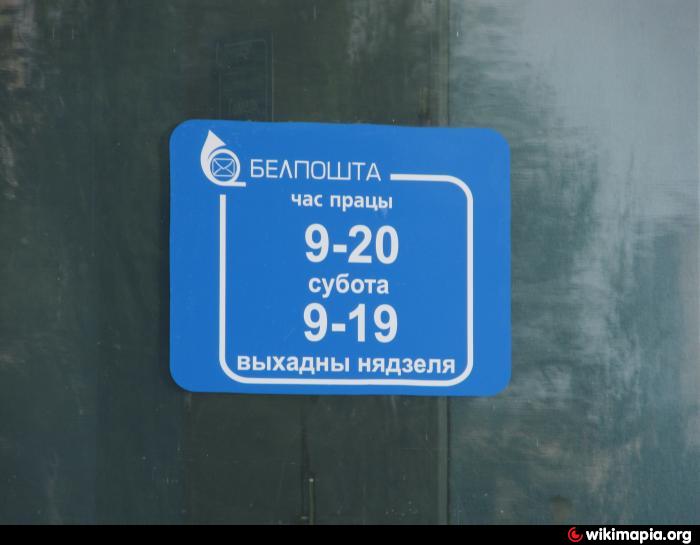 БЕЛПОШТА
час працы
9-20
субота
9-19
выхадны нядзеля
wikimapia.org